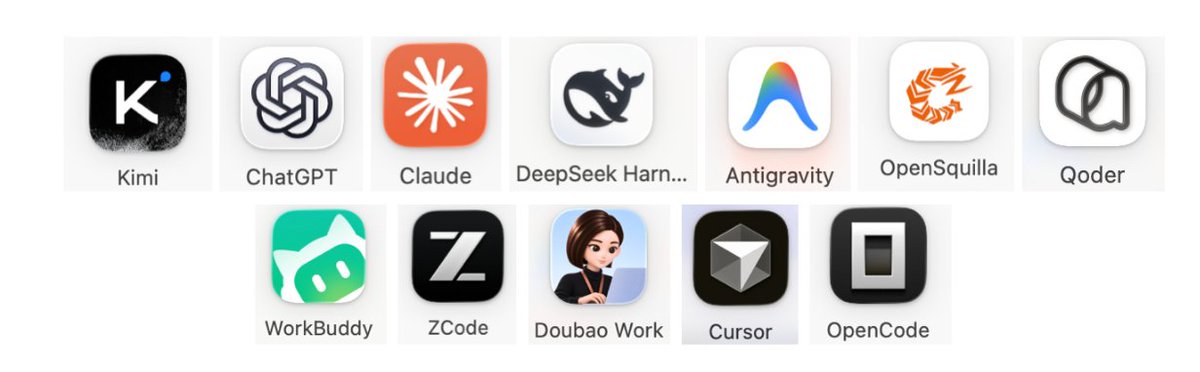 Kimi
ChatGPT
Claude
DeepSeek Harn...
Antigravity
OpenSquilla
Qoder
WorkBuddy
ZCode
Doubao Work
Cursor
OpenCode